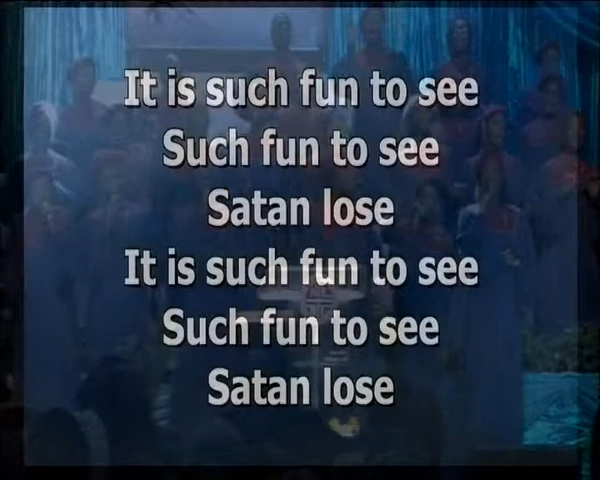 It is such fun to see
Such fun to see
Satan lose
It is such fun to see
Such fun to see
Satan lose